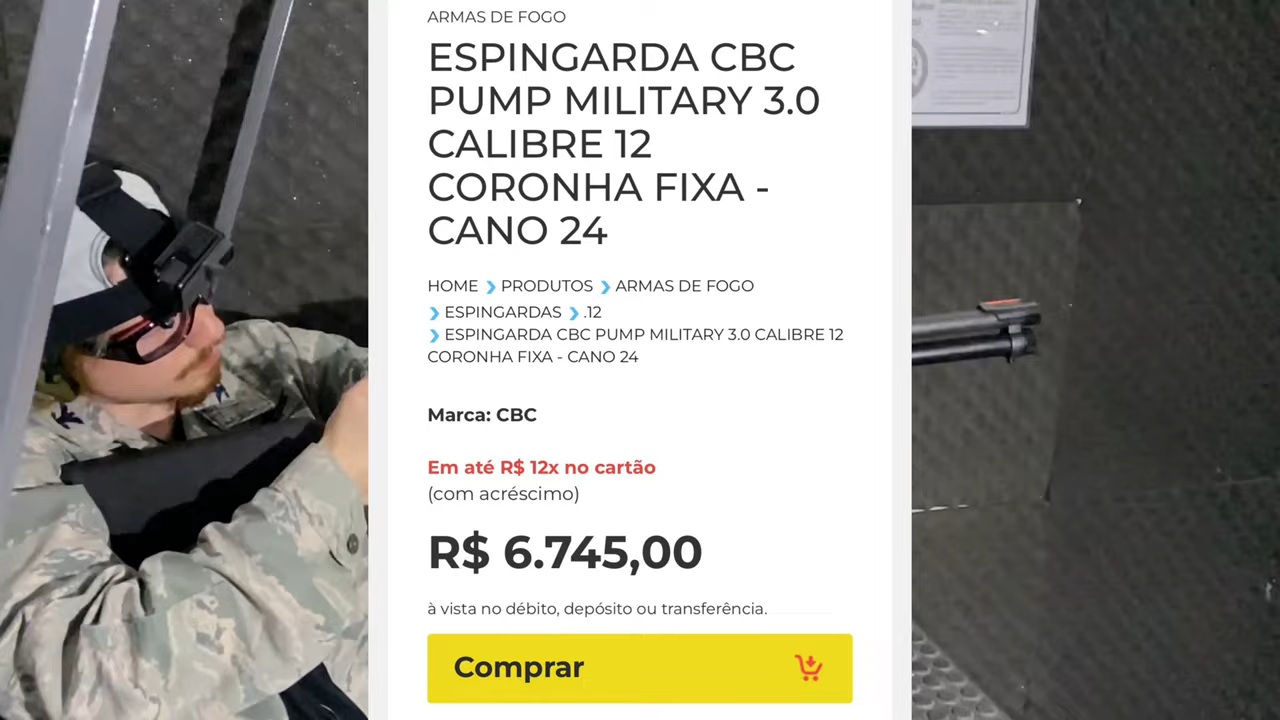 ARMAS DE FOGO
ESPINGARDA CBC
PUMP MILITARY 3.0
CALIBRE 12
CORONHA FIXA -
CANO 24
HOME ❯ PRODUTOS ❯ ARMAS DE FOGO
❯ ESPINGARDAS ❯ .12
❯ ESPINGARDA CBC PUMP MILITARY 3.0 CALIBRE 12
CORONHA FIXA - CANO 24
Marca: CBC
Em até R$ 12x no cartão
(com acréscimo)
R$ 6.745,00
à vista no débito, depósito ou transferência.
Comprar